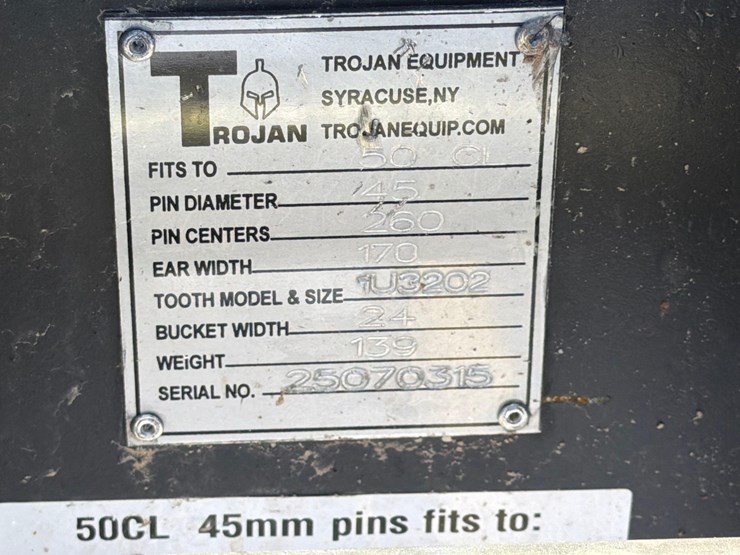 TROJAN
TROJAN EQUIPMENT
SYRACUSE,NY
TROJANEQUIP.COM
FITS TO 50 CL
PIN DIAMETER 45
PIN CENTERS 260
EAR WIDTH 170
TOOTH MODEL & SIZE 1U3202
BUCKET WIDTH 24
WEiGHT 139
SERIAL NO. 25070315
50CL 45mm pins fits to: